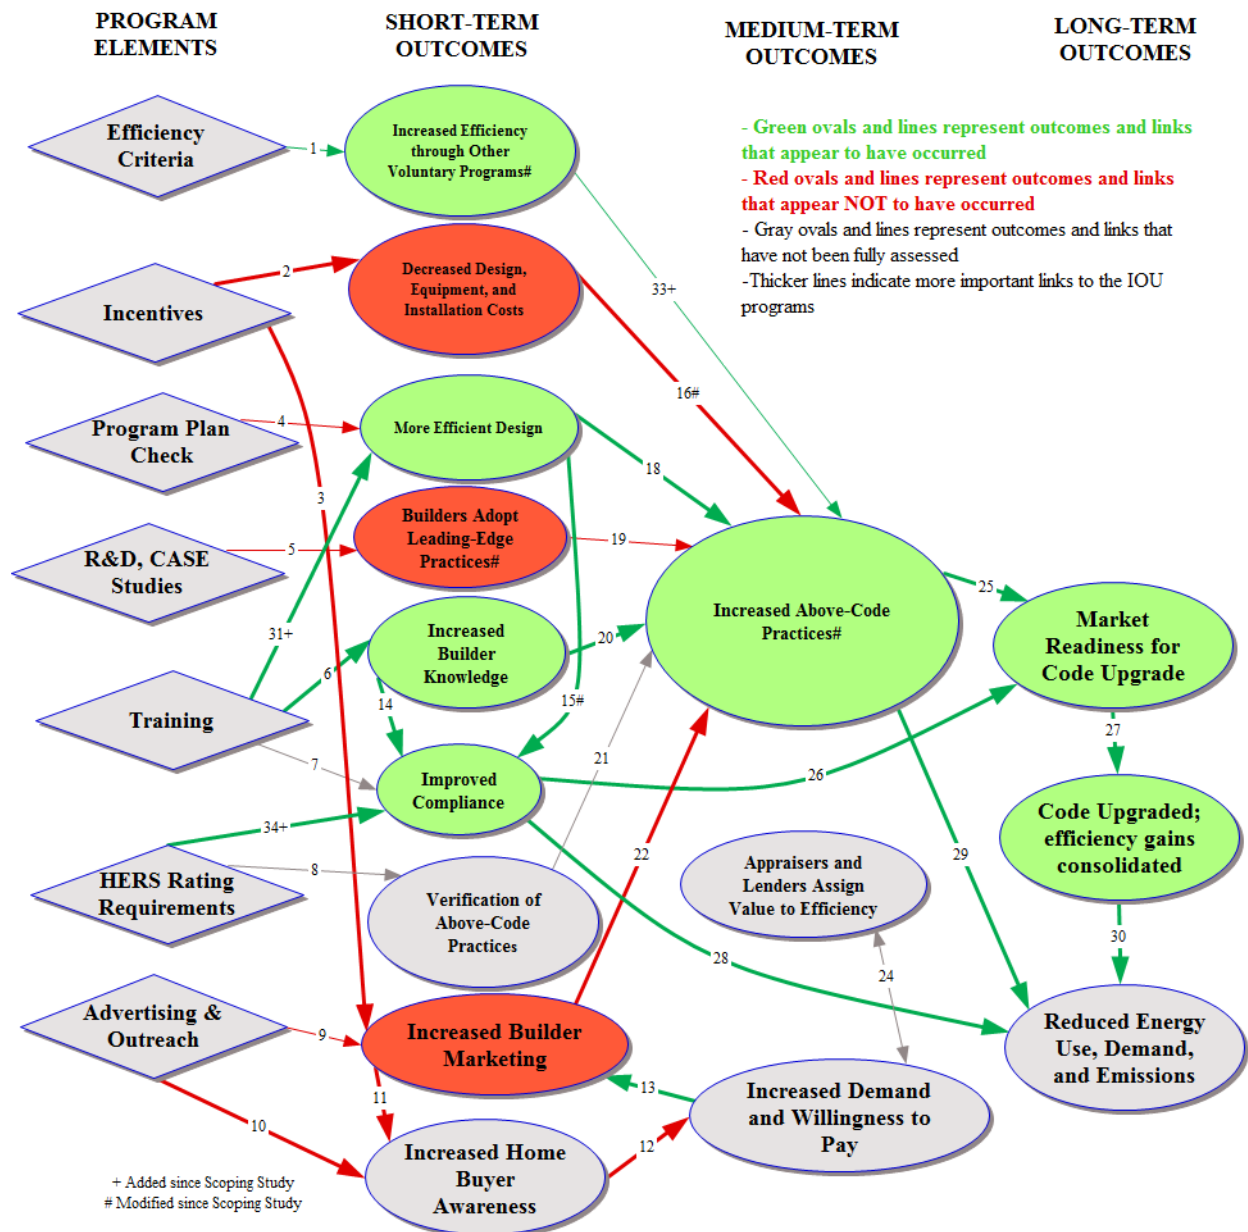 PROGRAM
ELEMENTS
SHORT-TERM
OUTCOMES
MEDIUM-TERM
OUTCOMES
LONG-TERM
OUTCOMES
- Green ovals and lines represent outcomes and links
that appear to have occurred
- Red ovals and lines represent outcomes and links
that appear NOT to have occurred
- Gray ovals and lines represent outcomes and links that
have not been fully assessed
-Thicker lines indicate more important links to the IOU
programs
Efficiency
Criteria
1
Increased Efficiency
through Other
Voluntary Programs#
33+
Incentives
2
Decreased Design,
Equipment, and
Installation Costs
16#
3
Program Plan
Check
4
More Efficient Design
18
R&D, CASE
Studies
5
Builders Adopt
Leading-Edge
Practices#
19
Increased Above-Code
Practices#
25
Market
Readiness for
Code Upgrade
31+
6
Increased
Builder
Knowledge
20
14
15#
Training
7
21
Improved
Compliance
26
27
Code Upgraded;
efficiency gains
consolidated
34+
HERS Rating
Requirements
8
Verification of
Above-Code
Practices
22
Appraisers and
Lenders Assign
Value to Efficiency
29
28
30
24
Advertising &
Outreach
9
Increased Builder
Marketing
Reduced Energy
Use, Demand,
and Emissions
10
11
13
Increased Demand
and Willingness to
Pay
12
Increased Home
Buyer
Awareness
+ Added since Scoping Study
# Modified since Scoping Study